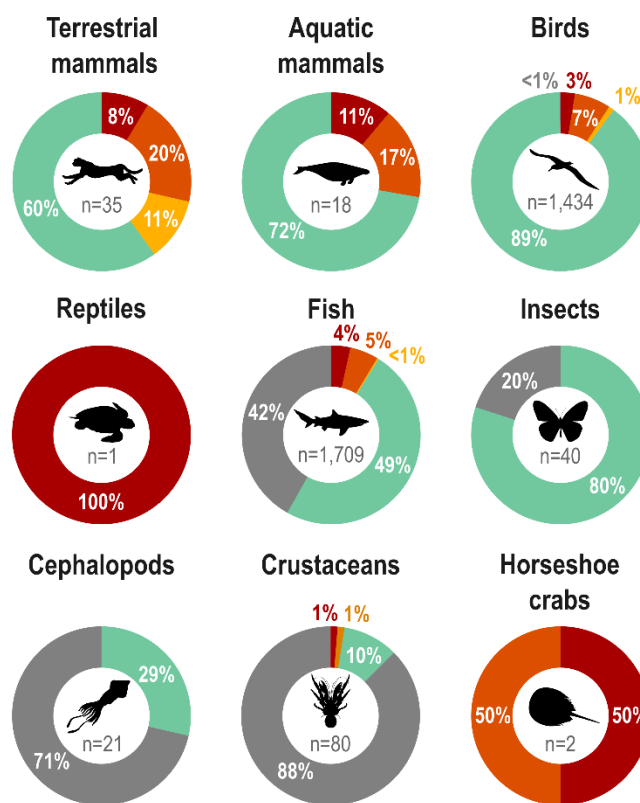 Terrestrial
mammals
8%
20%
11%
60%
n=35
Aquatic
mammals
11%
17%
72%
n=18
Birds
<1%
3%
1%
7%
89%
n=1,434
Reptiles
n=1
100%
Fish
4%
5%
<1%
42%
49%
n=1,709
Insects
20%
80%
n=40
Cephalopods
29%
71%
n=21
Crustaceans
1%
1%
10%
88%
n=80
Horseshoe
crabs
50%
50%
n=2